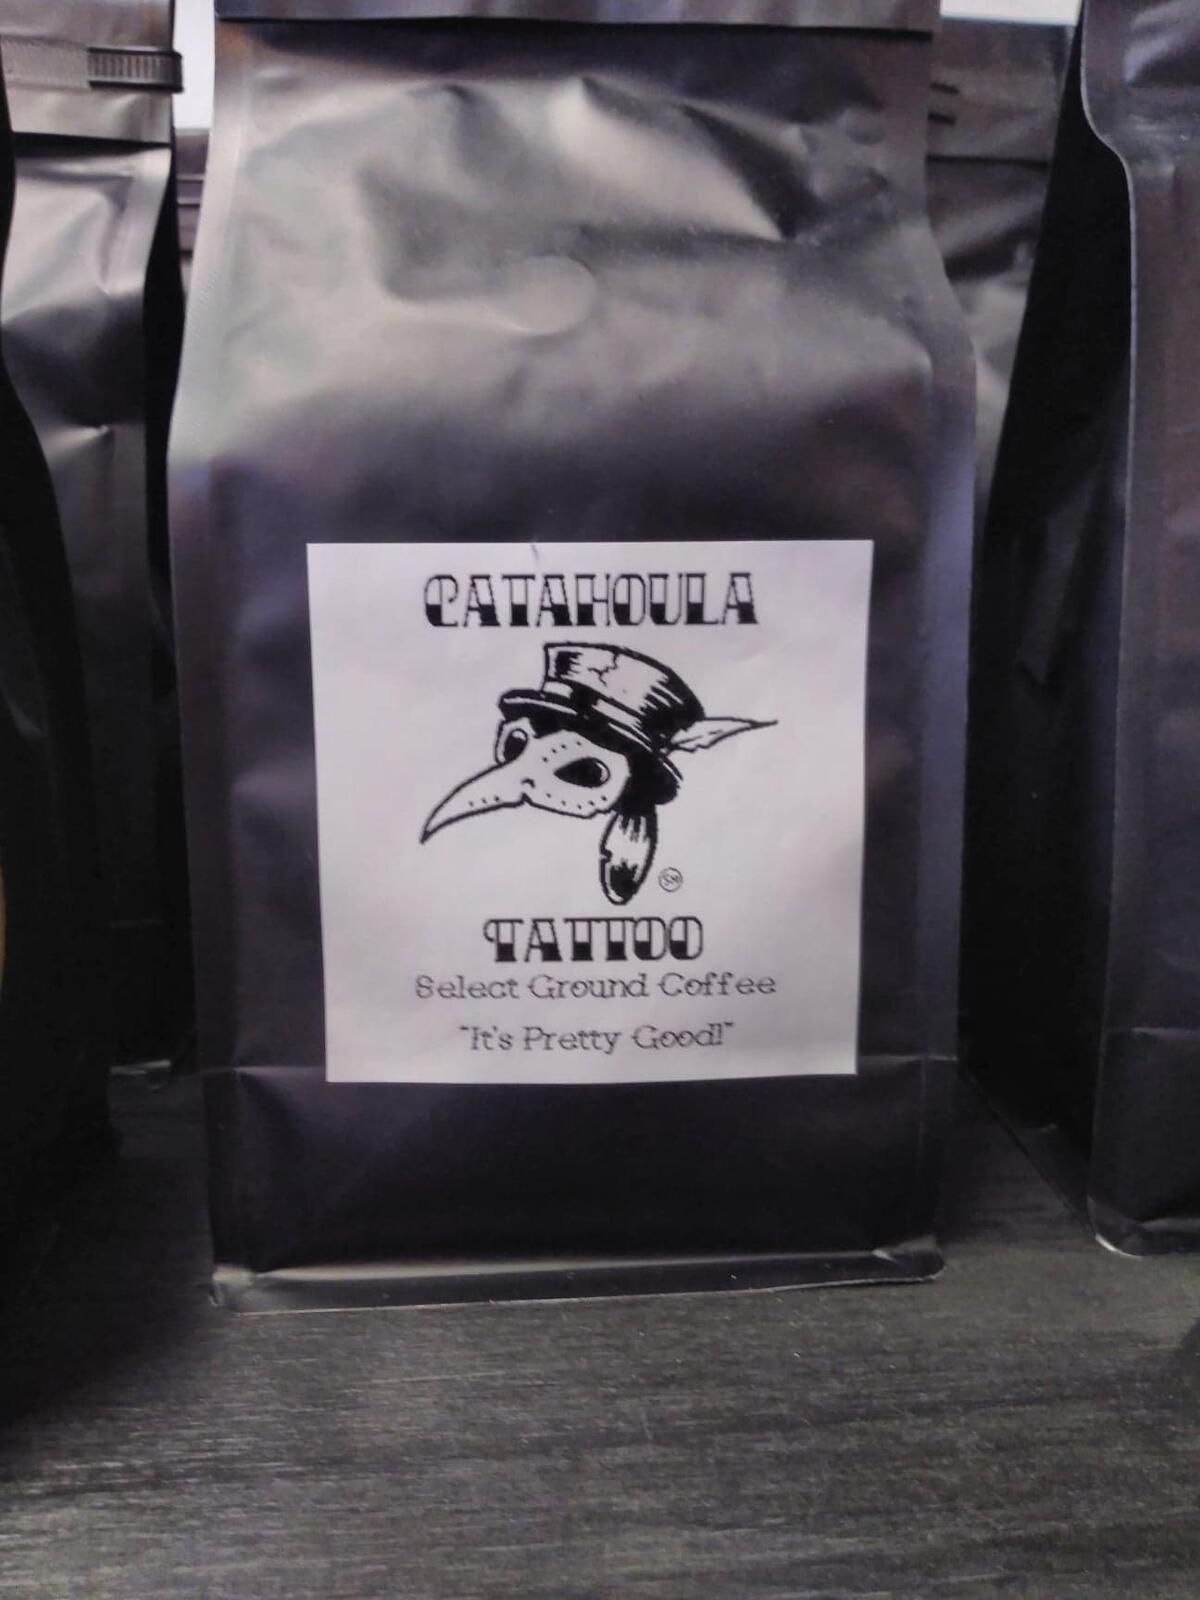 CATAHOULA
SM
TATTOO
Select Ground Coffee
"It's Pretty Good!"